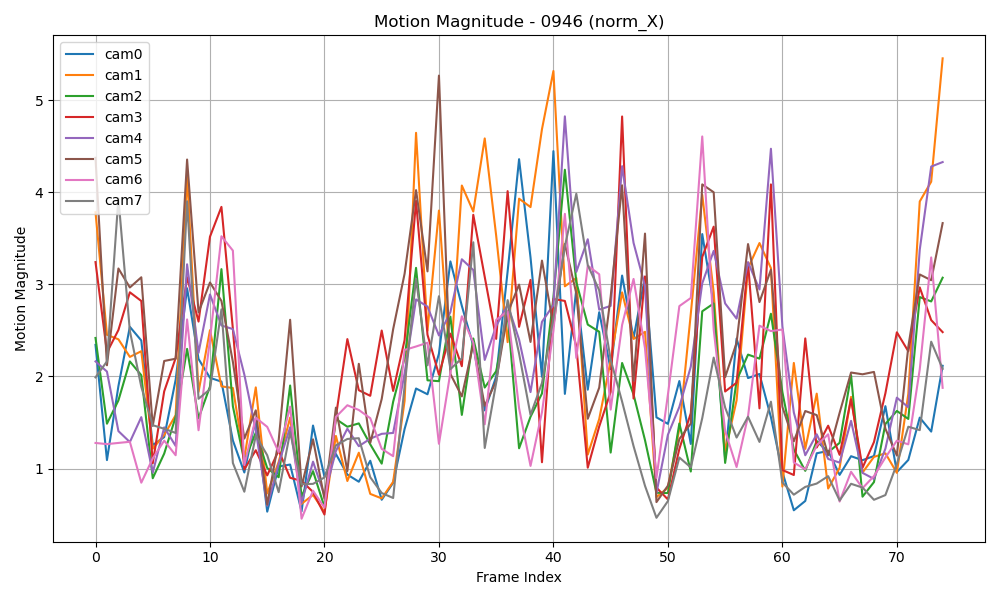 Motion Magnitude - 0946 (norm_X)
cam0
cam1
cam2
cam3
cam4
cam5
cam6
cam7
Motion Magnitude
5
4
3
2
1
0
10
20
30
40
50
60
70
Frame Index